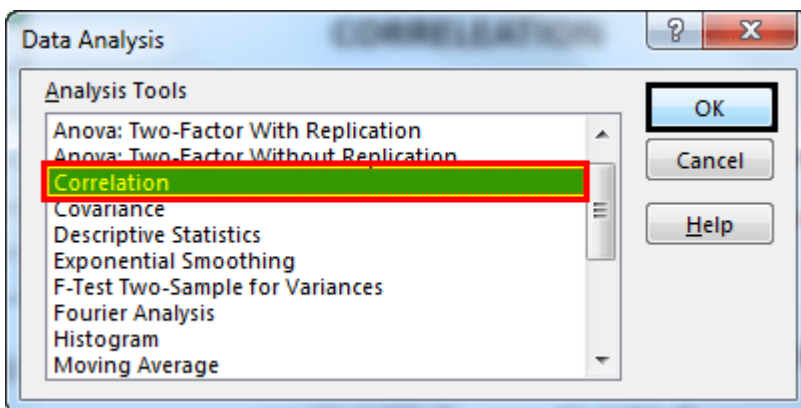 Data Analysis
CORRELEATION
Analysis Tools
Anova: Two-Factor With Replication
Anova: Two-Factor Without Replication
Correlation
Covariance
Descriptive Statistics
Exponential Smoothing
F-Test Two-Sample for Variances
Fourier Analysis
Histogram
Moving Average
OK
Cancel
Help